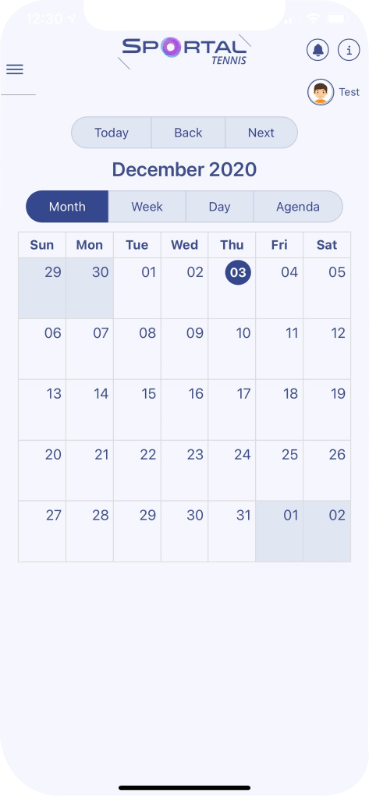 12:30
SPORTAL
TENNIS
i
Test
Today Back Next
December 2020
Month Week Day Agenda
Sun Mon Tue Wed Thu Fri Sat
29 30 01 02 03 04 05
06 07 08 09 10 11 12
13 14 15 16 17 18 19
20 21 22 23 24 25 26
27 28 29 30 31 01 02